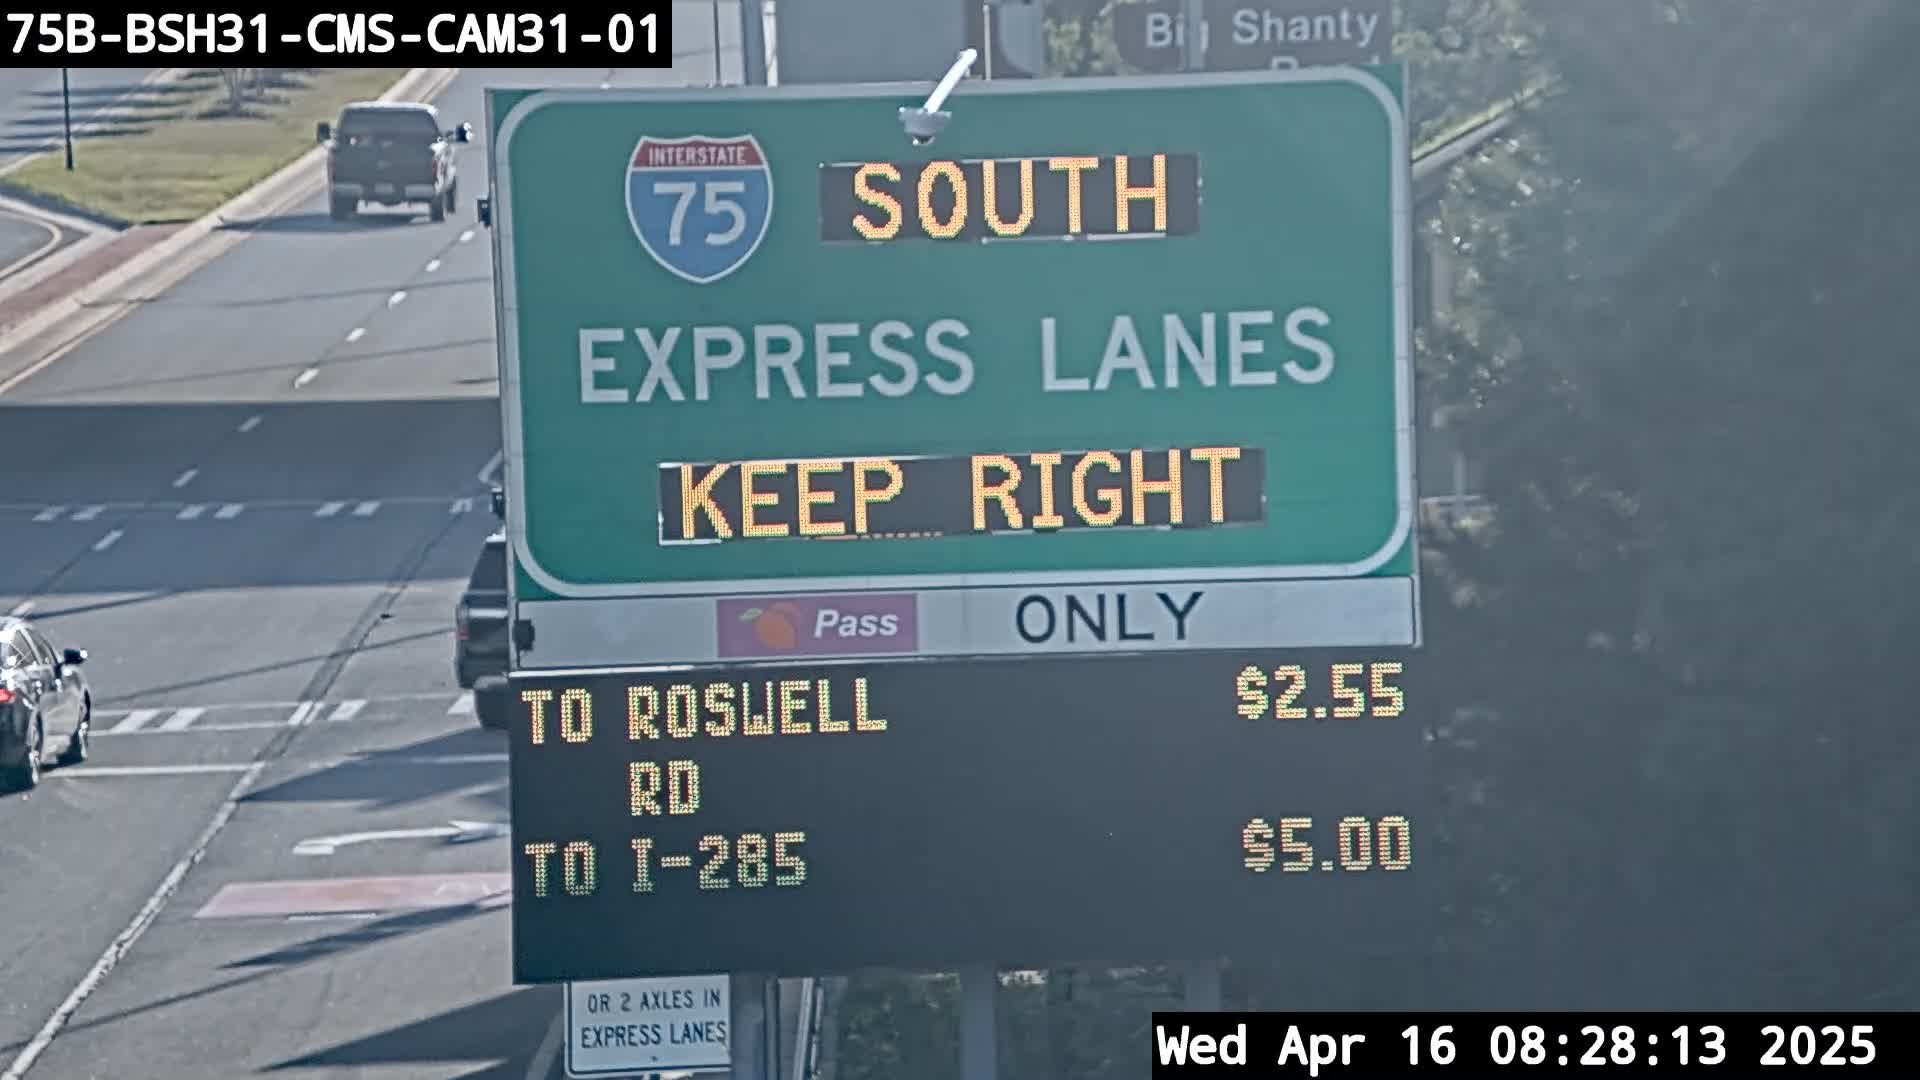 75B-BSH31-CMS-CAM31-01
Big Shanty
INTERSTATE
75
SOUTH
EXPRESS LANES
KEEP RIGHT
Pass ONLY
TO ROSWELL $2.55
RD
TO I-285 $5.00
OR 2 AXLES IN
EXPRESS LANES
Wed Apr 16 08:28:13 2025